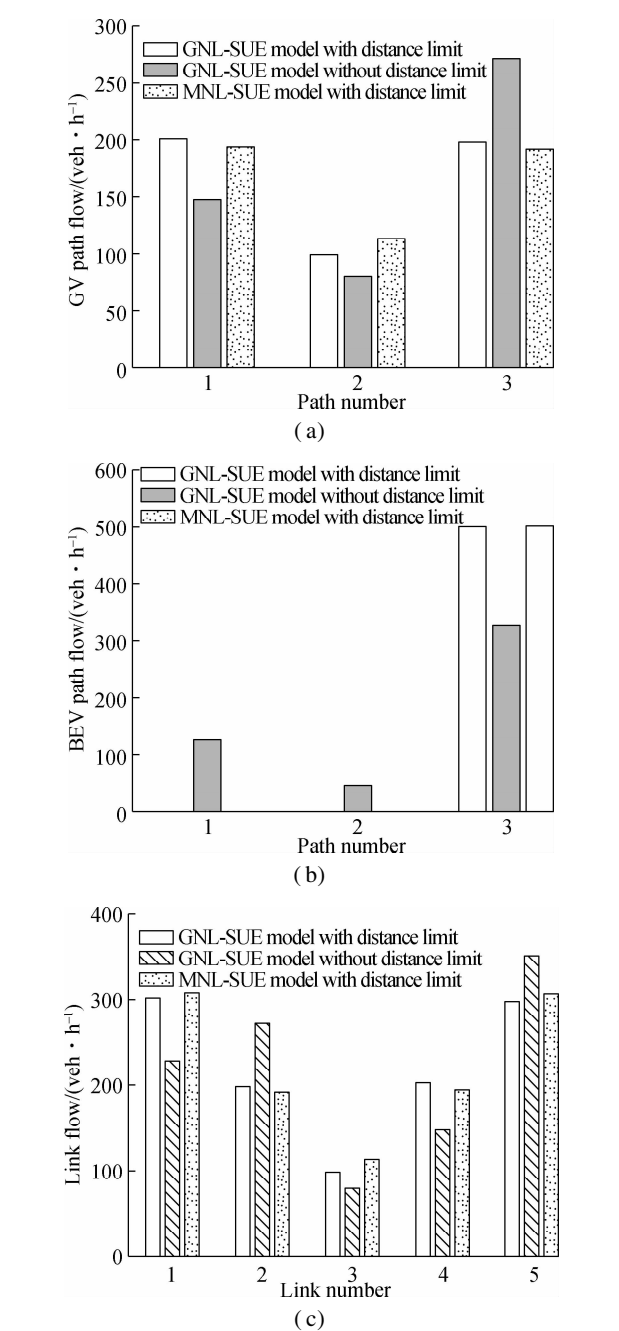 300
250
200
150
100
50
0
GV path flow/(veh·h⁻¹)
GNL-SUE model with distance limit
GNL-SUE model without distance limit
MNL-SUE model with distance limit
1 2 3
Path number
(a)
600
500
400
300
200
100
0
BEV path flow/(veh·h⁻¹)
GNL-SUE model with distance limit
GNL-SUE model without distance limit
MNL-SUE model with distance limit
1 2 3
Path number
(b)
400
300
200
100
0
Link flow/(veh·h⁻¹)
GNL-SUE model with distance limit
GNL-SUE model without distance limit
MNL-SUE model with distance limit
1 2 3 4 5
Link number
(c)